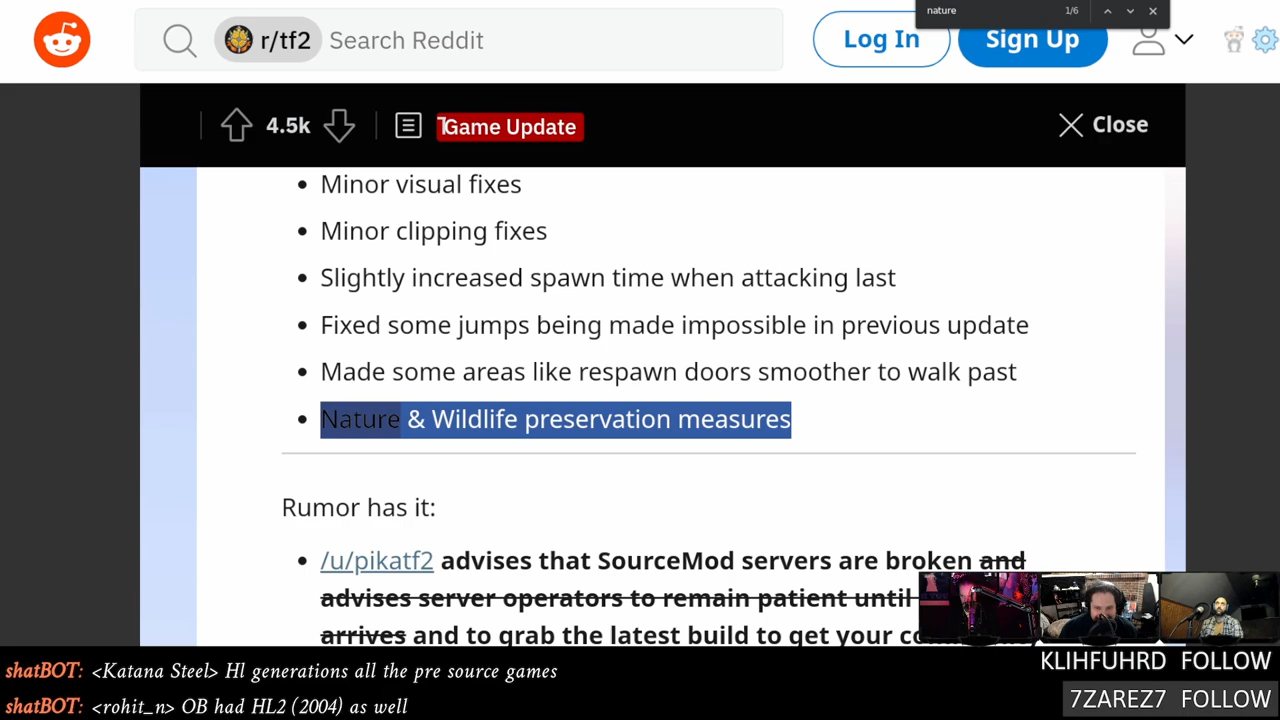 nature 1/6
r/tf2 Search Reddit Log In Sign Up
4.5k Game Update Close
Minor visual fixes
Minor clipping fixes
Slightly increased spawn time when attacking last
Fixed some jumps being made impossible in previous update
Made some areas like respawn doors smoother to walk past
Nature & Wildlife preservation measures
Rumor has it:
/u/pikatf2 advises that SourceMod servers are broken and
advises server operators to remain patient until
arrives and to grab the latest build to get your
shatBOT: <Katana Steel> Hl generations all the pre source games
KLIHFUHRD FOLLOW
shatBOT: <rohit_n> OB had HL2 (2004) as well
7ZAREZ7 FOLLOW